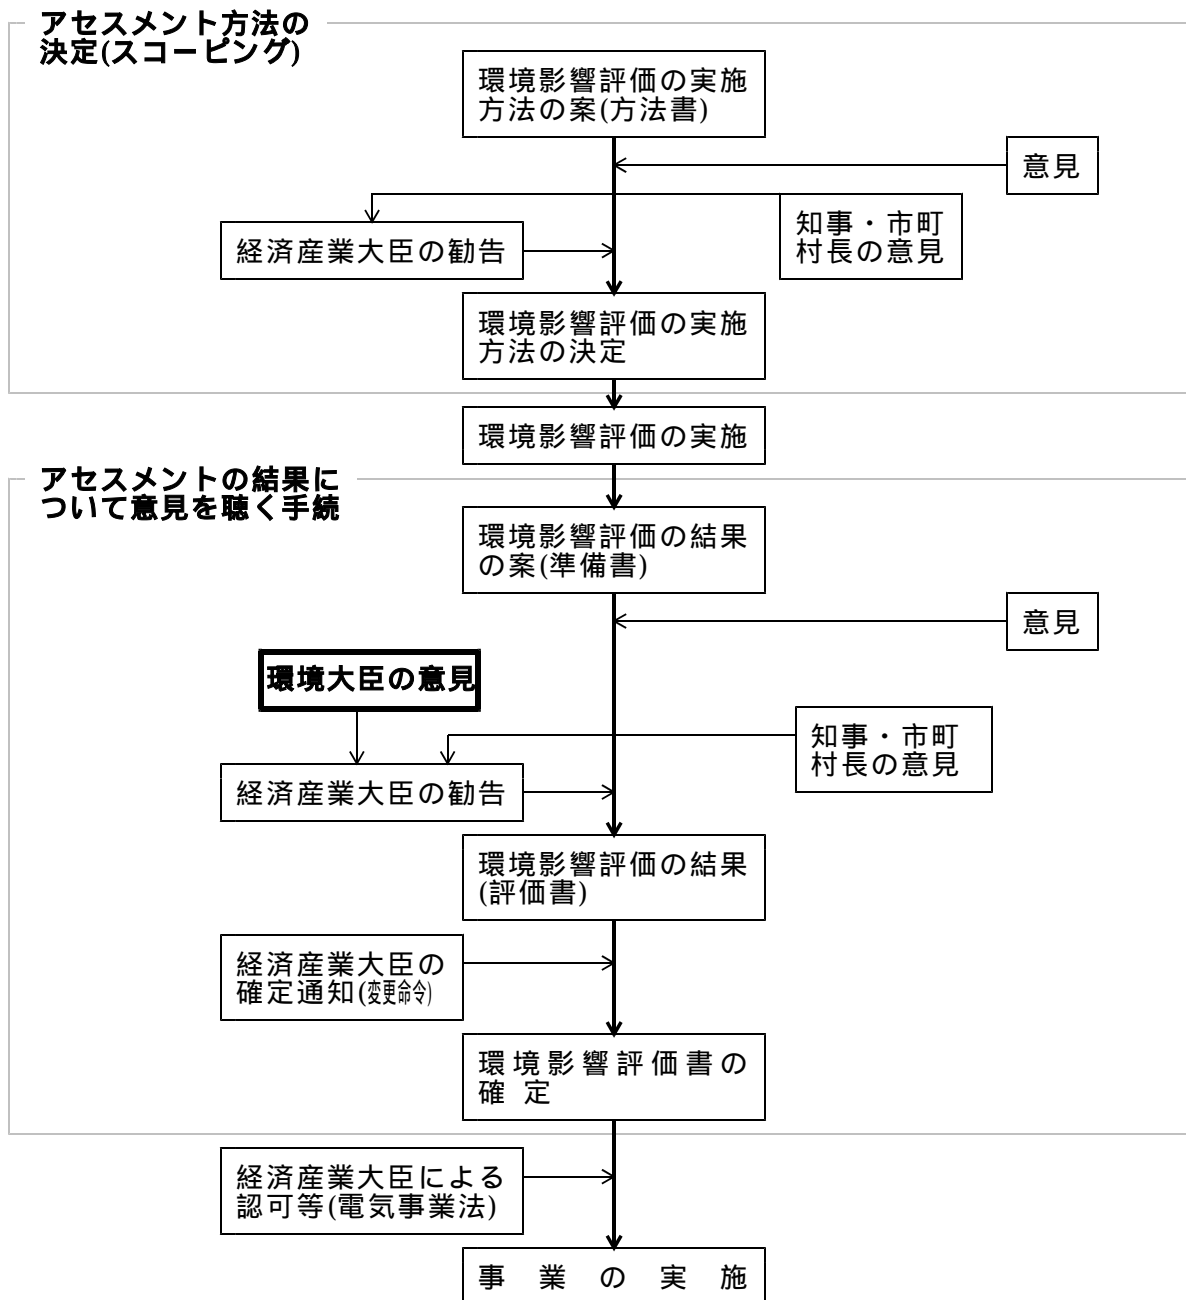 アセスメント方法の
決定(スコーピング)
環境影響評価の実施
方法の案(方法書)
意見
知事・市町
村長の意見
経済産業大臣の勧告
環境影響評価の実施
方法の決定
環境影響評価の実施
アセスメントの結果に
ついて意見を聴く手続
環境影響評価の結果
の案(準備書)
意見
環境大臣の意見
知事・市町
村長の意見
経済産業大臣の勧告
環境影響評価の結果
(評価書)
経済産業大臣の
確定通知(変更命令)
環境影響評価書の
確 定
経済産業大臣による
認可等(電気事業法)
事 業 の 実 施